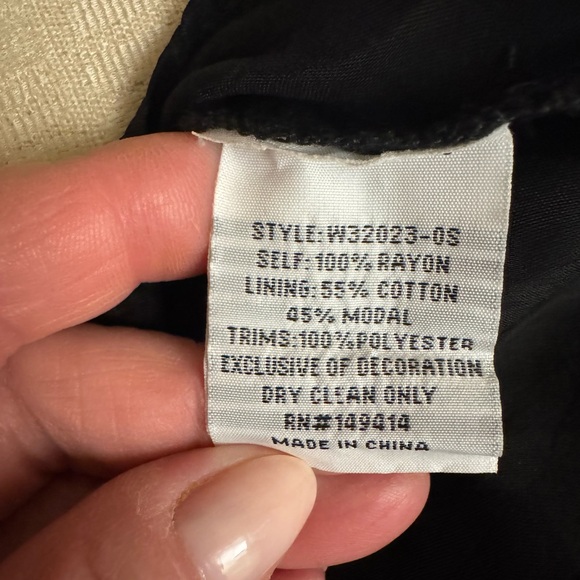 STYLE:W32023-0S
SELF:100% RAYON
LINING:55% COTTON
45% MODAL
TRIMS:100%POLYESTER
EXCLUSIVE OF DECORATION
DRY CLEAN ONLY
RN#149414
MADE IN CHINA